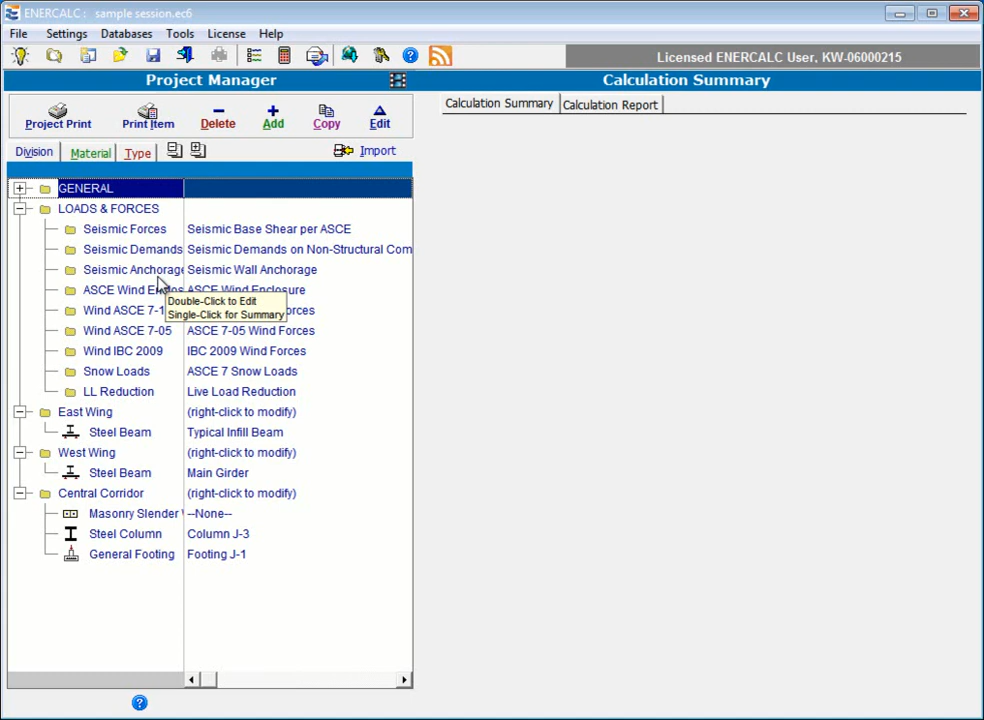 ENERCALC : sample session.ec6
File Settings Databases Tools License Help
Licensed ENERCALC User, KW-06000215
Project Manager
Calculation Summary
Calculation Summary Calculation Report
Project Print Print Item Delete Add Copy Edit
Division Material Type Import
GENERAL
LOADS & FORCES
Seismic Forces Seismic Base Shear per ASCE
Seismic Demands Seismic Demands on Non-Structural Com
Seismic Anchorage Seismic Wall Anchorage
ASCE Wind ASCE Wind Enclosure
Double-Click to Edit
Single-Click for Summary
Wind ASCE 7-1
Wind ASCE 7-05 ASCE 7-05 Wind Forces
Wind IBC 2009 IBC 2009 Wind Forces
Snow Loads ASCE 7 Snow Loads
LL Reduction Live Load Reduction
East Wing (right-click to modify)
Steel Beam Typical Infill Beam
West Wing (right-click to modify)
Steel Beam Main Girder
Central Corridor (right-click to modify)
Masonry Slender --None--
Steel Column Column J-3
General Footing Footing J-1